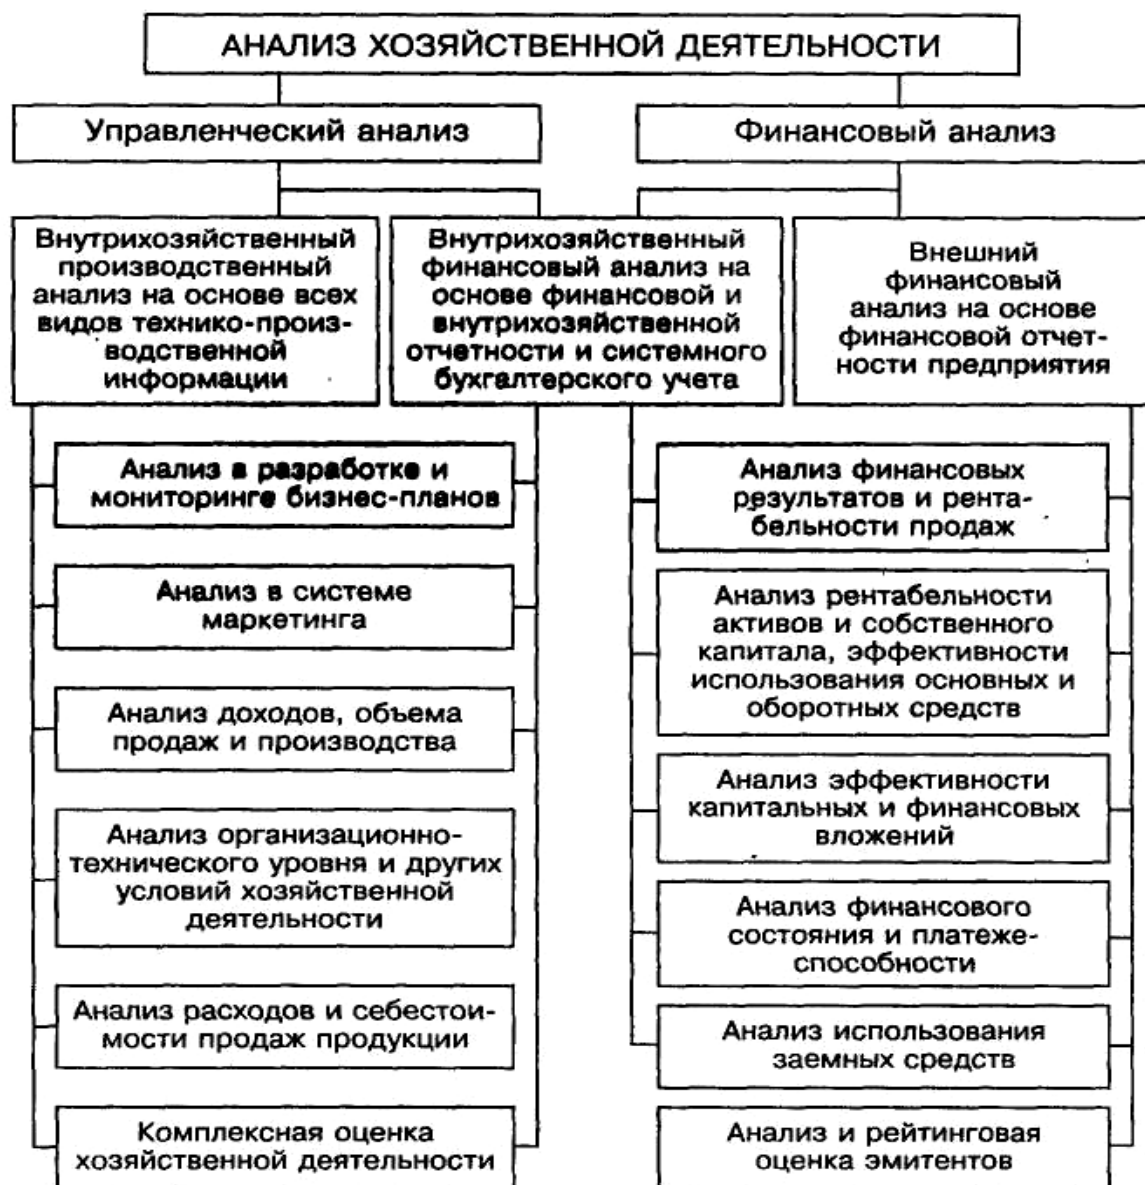 АНАЛИЗ ХОЗЯЙСТВЕННОЙ ДЕЯТЕЛЬНОСТИ
Управленческий анализ
Финансовый анализ
Внутрихозяйственный
производственный
анализ на основе всех
видов технико-произ-
водственной
информации
Внутрихозяйственный
финансовый анализ на
основе финансовой и
внутрихозяйственной
отчетности и системного
бухгалтерского учета
Внешний
финансовый
анализ на основе
финансовой отчет-
ности предприятия
Анализ в разработке и
мониторинге бизнес-планов
Анализ в системе
маркетинга
Анализ доходов, объема
продаж и производства
Анализ организационно-
технического уровня и других
условий хозяйственной
деятельности
Анализ расходов и себестои-
мости продаж продукции
Комплексная оценка
хозяйственной деятельности
Анализ финансовых
результатов и рента-
бельности продаж
Анализ рентабельности
активов и собственного
капитала, эффективности
использования основных и
оборотных средств
Анализ эффективности
капитальных и финансовых
вложений
Анализ финансового
состояния и платеже-
способности
Анализ использования
заемных средств
Анализ и рейтинговая
оценка эмитентов